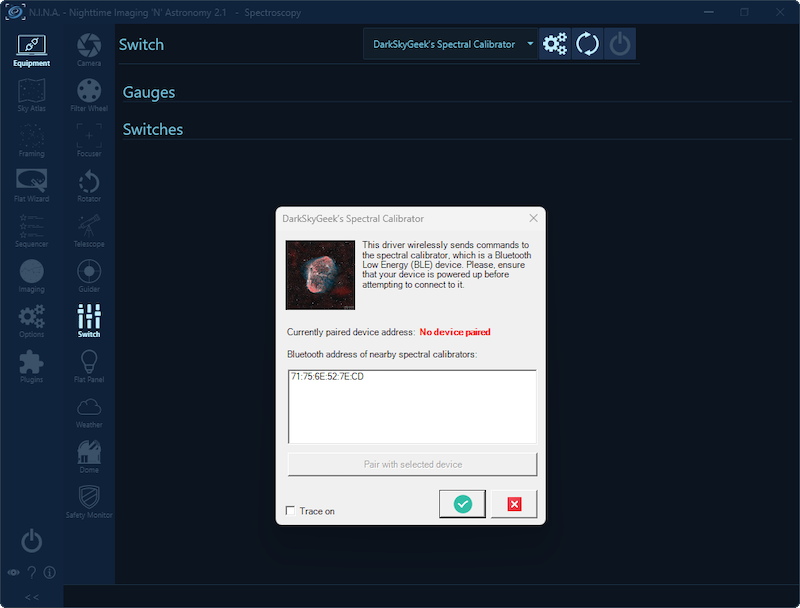 N.I.N.A. - Nighttime Imaging 'N' Astronomy 2.1 - Spectroscopy
Equipment
Camera
Switch
DarkSkyGeek's Spectral Calibrator
Sky Atlas
Filter Wheel
Gauges
Framing
Focuser
Switches
Flat Wizard
Rotator
Sequencer
Telescope
Imaging
Guider
Options
Switch
Plugins
Flat Panel
Weather
Dome
Safety Monitor
<<
DarkSkyGeek's Spectral Calibrator
This driver wirelessly sends commands to
the spectral calibrator, which is a Bluetooth
Low Energy (BLE) device. Please, ensure
that your device is powered up before
attempting to connect to it.
Currently paired device address: No device paired
Bluetooth address of nearby spectral calibrators:
71:75:6E:52:7E:CD
Pair with selected device
Trace on